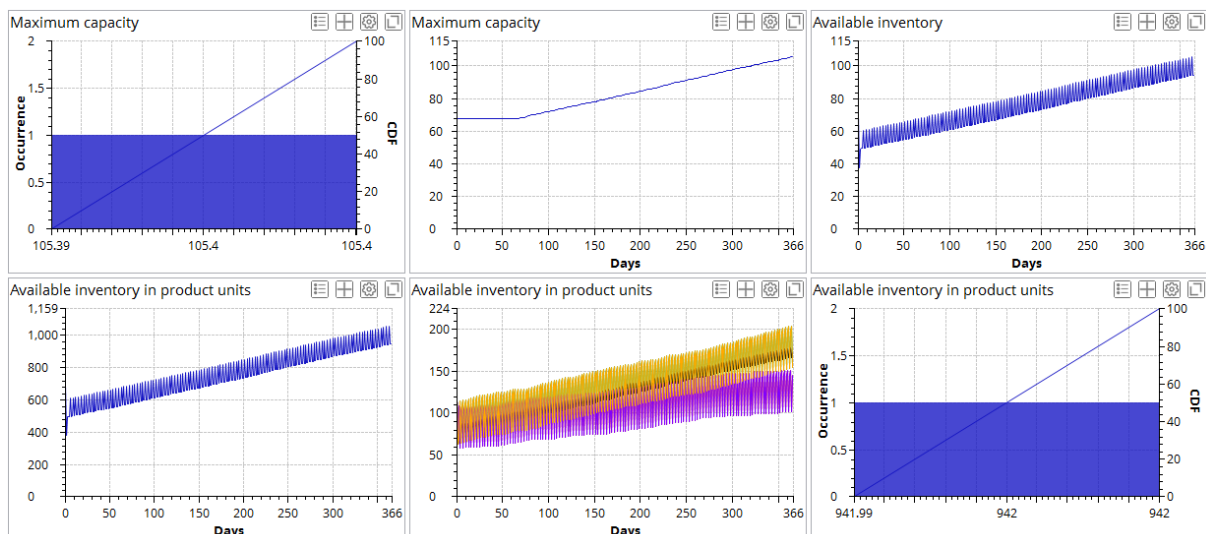 Maximum capacity
2
1.5
1
0.5
0
Occurrence
100
80
60
40
20
0
CDF
105.39 105.4 105.4
Maximum capacity
115
100
80
60
40
20
0
0 50 100 150 200 250 300 366
Days
Available inventory
115
100
80
60
40
20
0
0 50 100 150 200 250 300 366
Days
Available inventory in product units
1,159
1,000
800
600
400
200
0
0 50 100 150 200 250 300 366
Days
Available inventory in product units
224
200
150
100
50
0
0 50 100 150 200 250 300 366
Days
Available inventory in product units
2
1.5
1
0.5
0
Occurrence
100
80
60
40
20
0
CDF
941.99 942 942